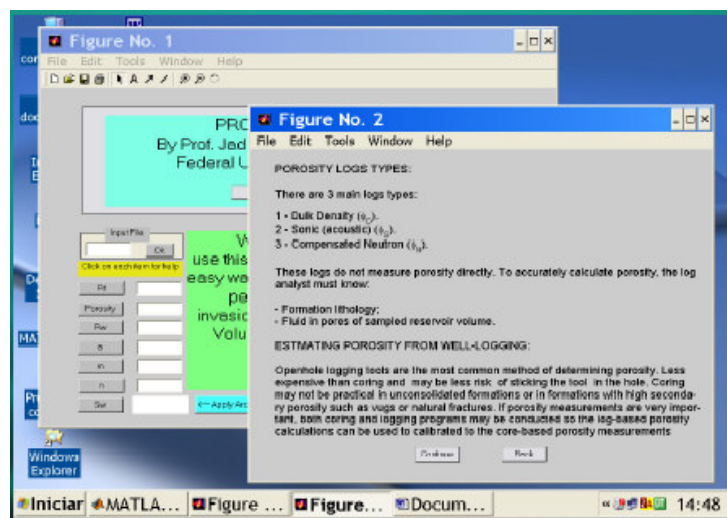 Figure No. 1
File Edit Tools Window Help
PRO
By Prof. Jad
Federal U
Input File
Ok
Click on each item for help
Rt
Porosity
Rw
a
m
n
Sw
W
use this
easy wa
pe
invasio
Volu
<-- Apply Arc
Figure No. 2
File Edit Tools Window Help
POROSITY LOGS TYPES:
There are 3 main logs types:
1 - Bulk Density (ϕD).
2 - Sonic (acoustic) (ϕS).
3 - Compensated Neutron (ϕN).
These logs do not measure porosity directly. To accurately calculate porosity, the log
analyst must know:
- Formation lithology;
- Fluid in pores of sampled reservoir volume.
ESTMATING POROSITY FROM WELL-LOGGING:
Openhole logging tools are the most common method of determining porosity. Less
expensive than coring and may be less risk of sticking the tool in the hole. Coring
may not be practical in unconsolidated formations or in formations with high seconda-
ry porosity such as vugs or natural fractures. If porosity measurements are very impor-
tant, both coring and logging programs may be conducted so the log-based porosity
calculations can be used to calibrated to the core-based porosity measurements
Continue Back
Windows
Explorer
Iniciar MATLA... Figure ... Figure... Docum... 14:48